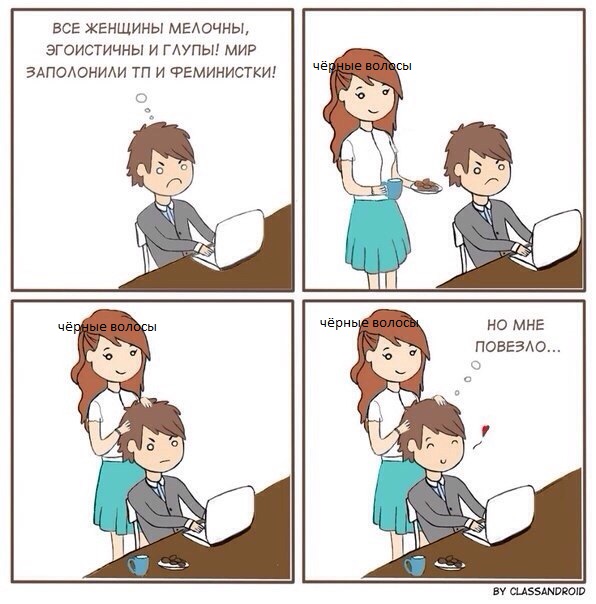 ВСЕ ЖЕНЩИНЫ МЕЛОЧНЫ,
ЭГОИСТИЧНЫ И ГЛУПЫ! МИР
ЗАПОЛОНИЛИ ТП И ФЕМИНИСТКИ!
чёрные волосы
чёрные волосы
чёрные волосы
НО МНЕ
ПОВЕЗЛО...
BY CLASSANDROID